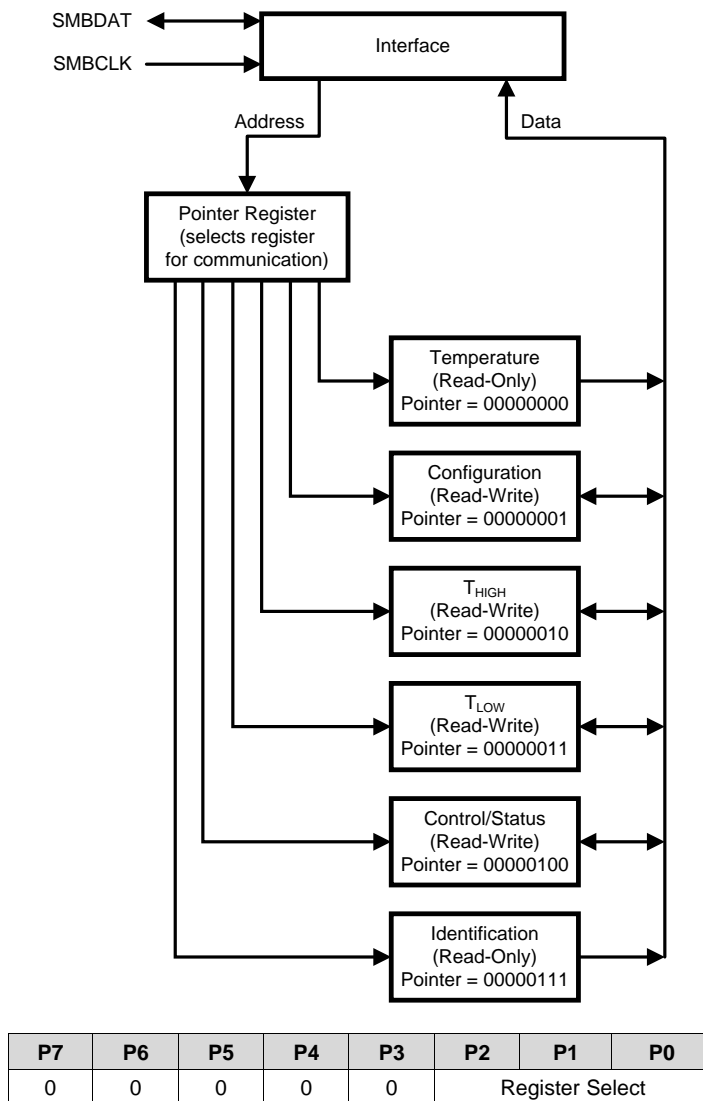 SMBDAT
SMBCLK
Interface
Address
Data
Pointer Register
(selects register
for communication)
Temperature
(Read-Only)
Pointer = 00000000
Configuration
(Read-Write)
Pointer = 00000001
THIGH
(Read-Write)
Pointer = 00000010
TLOW
(Read-Write)
Pointer = 00000011
Control/Status
(Read-Write)
Pointer = 00000100
Identification
(Read-Only)
Pointer = 00000111
P7 P6 P5 P4 P3 P2 P1 P0
0 0 0 0 0 Register Select